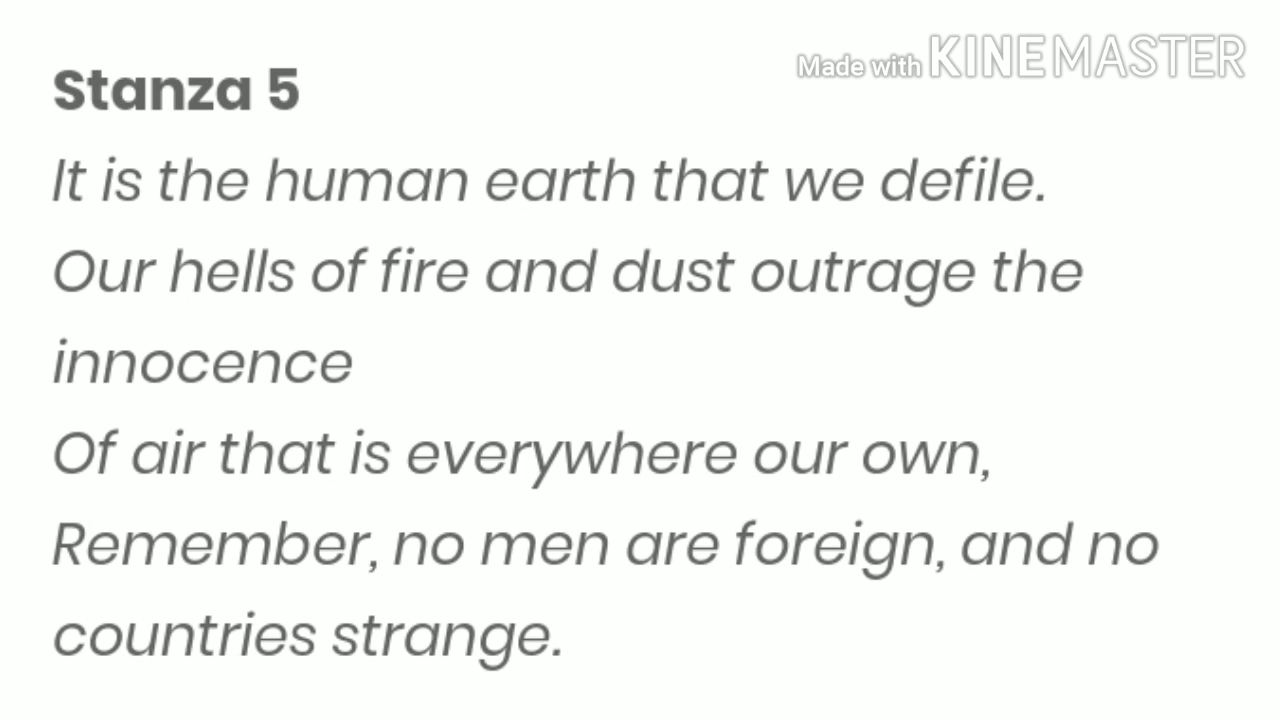 Made with KINEMASTER
Stanza 5
It is the human earth that we defile.
Our hells of fire and dust outrage the
innocence
Of air that is everywhere our own,
Remember, no men are foreign, and no
countries strange.